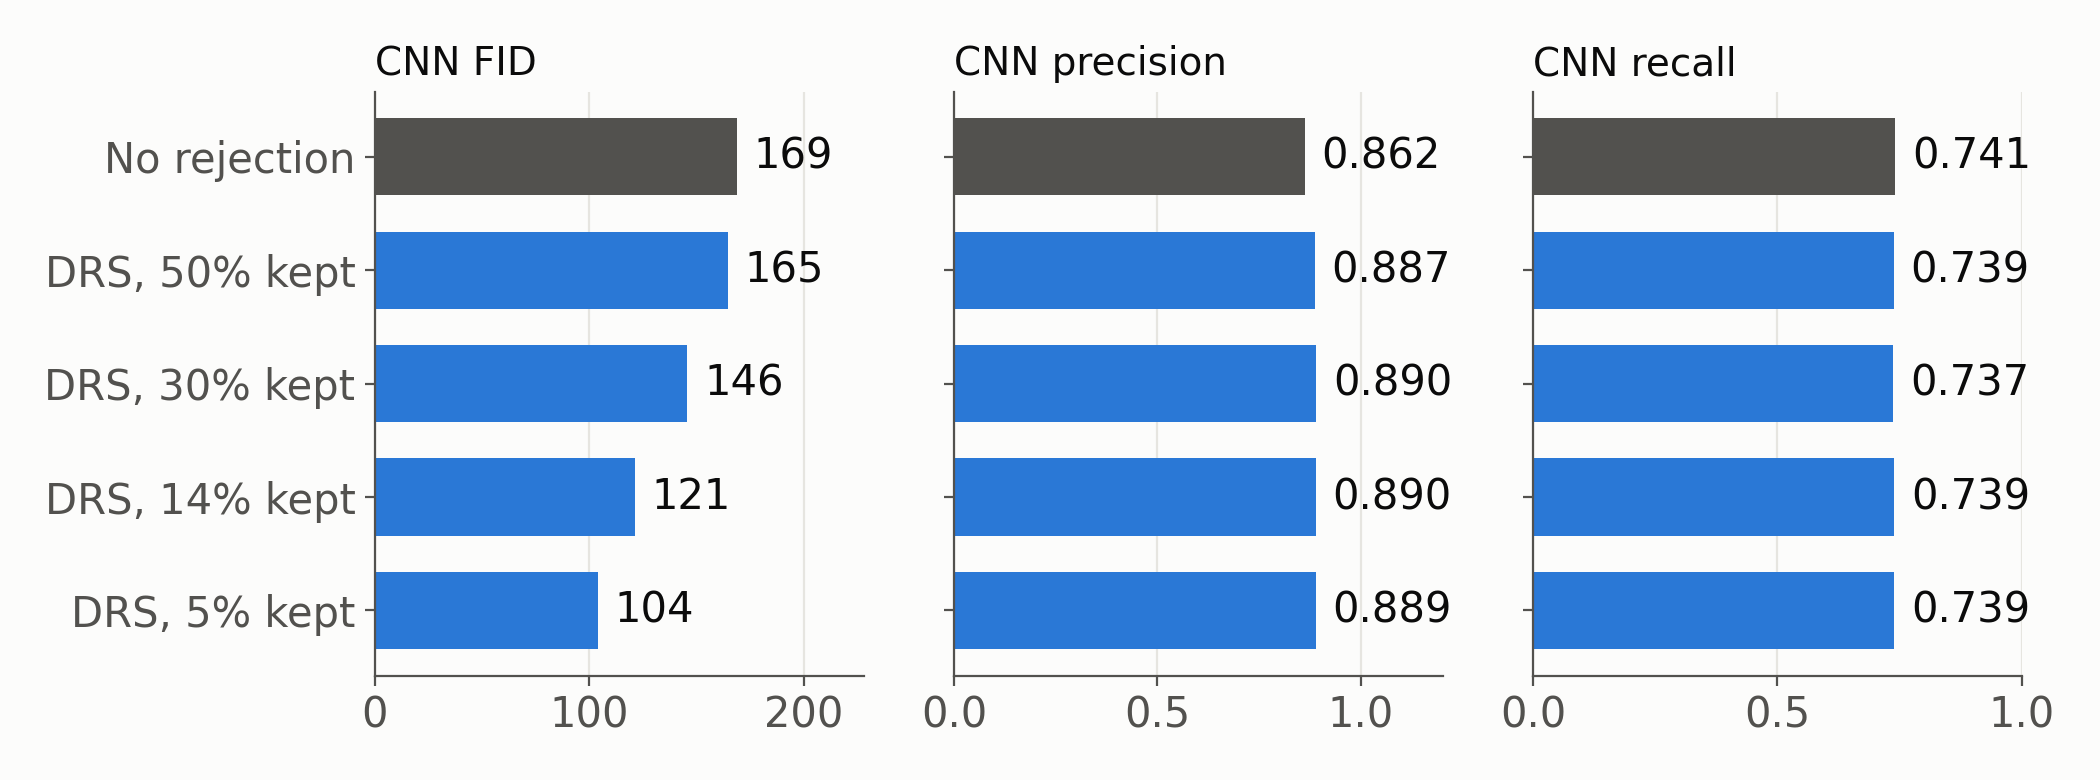 CNN FID
CNN precision
CNN recall
No rejection 169 0.862 0.741
DRS, 50% kept 165 0.887 0.739
DRS, 30% kept 146 0.890 0.737
DRS, 14% kept 121 0.890 0.739
DRS, 5% kept 104 0.889 0.739
0 100 200 0.0 0.5 1.0 0.0 0.5 1.0